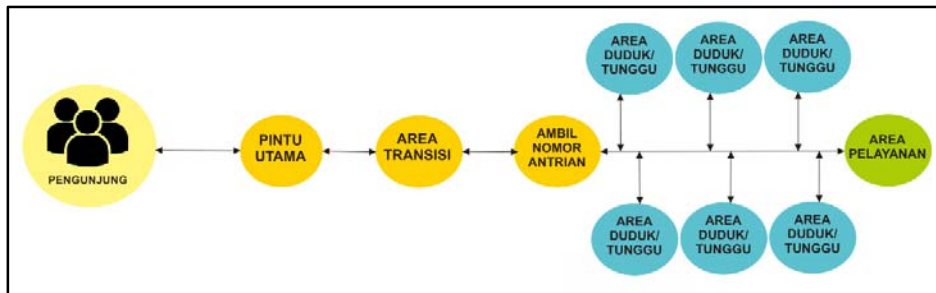 AREA
DUDUK/
TUNGGU
AREA
DUDUK/
TUNGGU
AREA
DUDUK/
TUNGGU
PENGUNJUNG
PINTU
UTAMA
AREA
TRANSISI
AMBIL
NOMOR
ANTRIAN
AREA
PELAYANAN
AREA
DUDUK/
TUNGGU
AREA
DUDUK/
TUNGGU
AREA
DUDUK/
TUNGGU